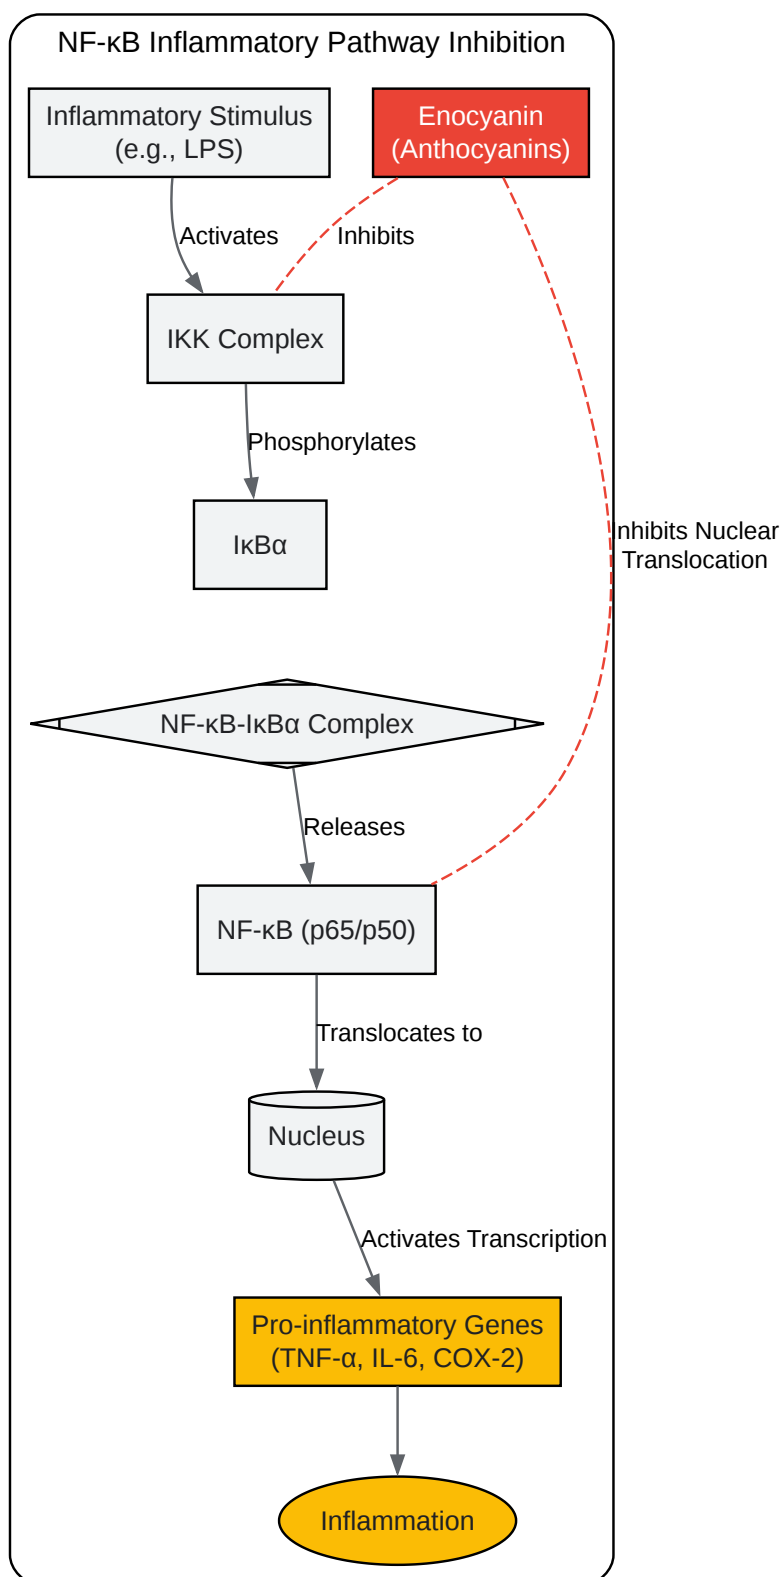 NF-κB Inflammatory Pathway Inhibition
Inflammatory Stimulus
(e.g., LPS)
Enocyanin
(Anthocyanins)
Activates
Inhibits
IKK Complex
Phosphorylates
IκBα
Inhibits Nuclear
Translocation
NF-κB-IκBα Complex
Releases
NF-κB (p65/p50)
Translocates to
Nucleus
Activates Transcription
Pro-inflammatory Genes
(TNF-α, IL-6, COX-2)
Inflammation